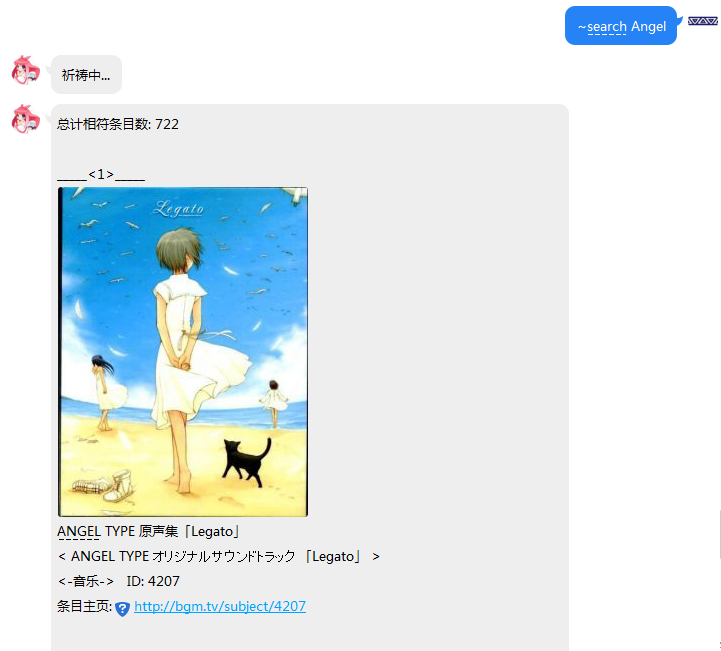 ~search Angel
祈祷中...
总计相符条目数: 722
_____<1>_____
Legato
ANGEL TYPE 原声集「Legato」
< ANGEL TYPE オリジナルサウンドトラック 「Legato」 >
<-音乐->   ID: 4207
条目主页: http://bgm.tv/subject/4207